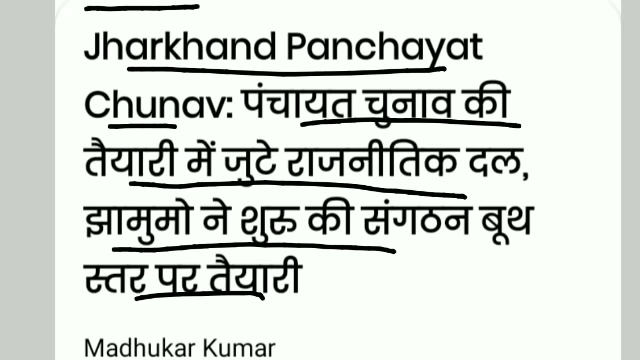 Jharkhand Panchayat
Chunav: पंचायत चुनाव की
तैयारी में जुटे राजनीतिक दल,
झामुमो ने शुरु की संगठन बूथ
स्तर पर तैयारी
Madhukar Kumar